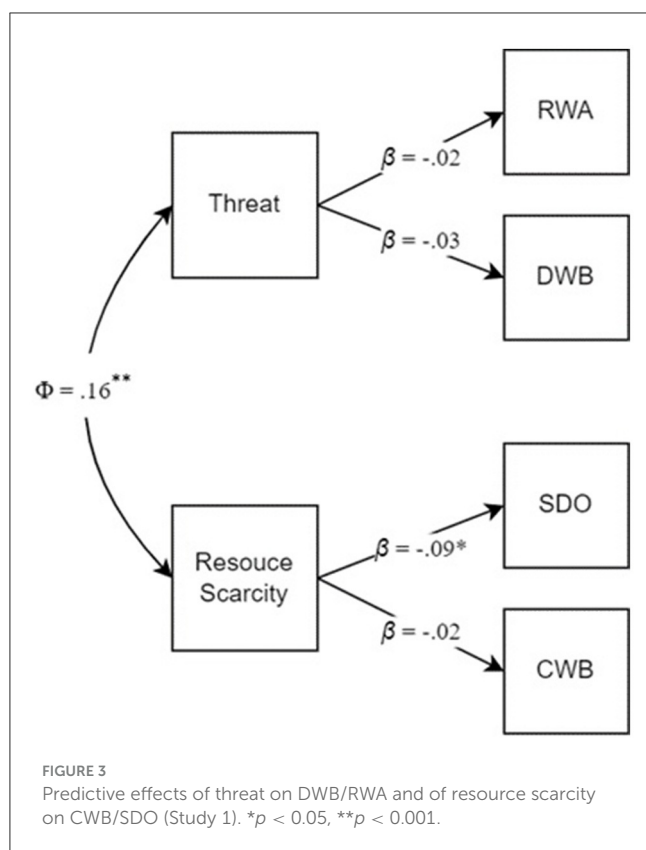 RWA
β = -.02
Threat
β = -.03
DWB
Φ = .16**
SDO
β = -.09*
Resouce
Scarcity
β = -.02
CWB
FIGURE 3
Predictive effects of threat on DWB/RWA and of resource scarcity
on CWB/SDO (Study 1). *p < 0.05, **p < 0.001.